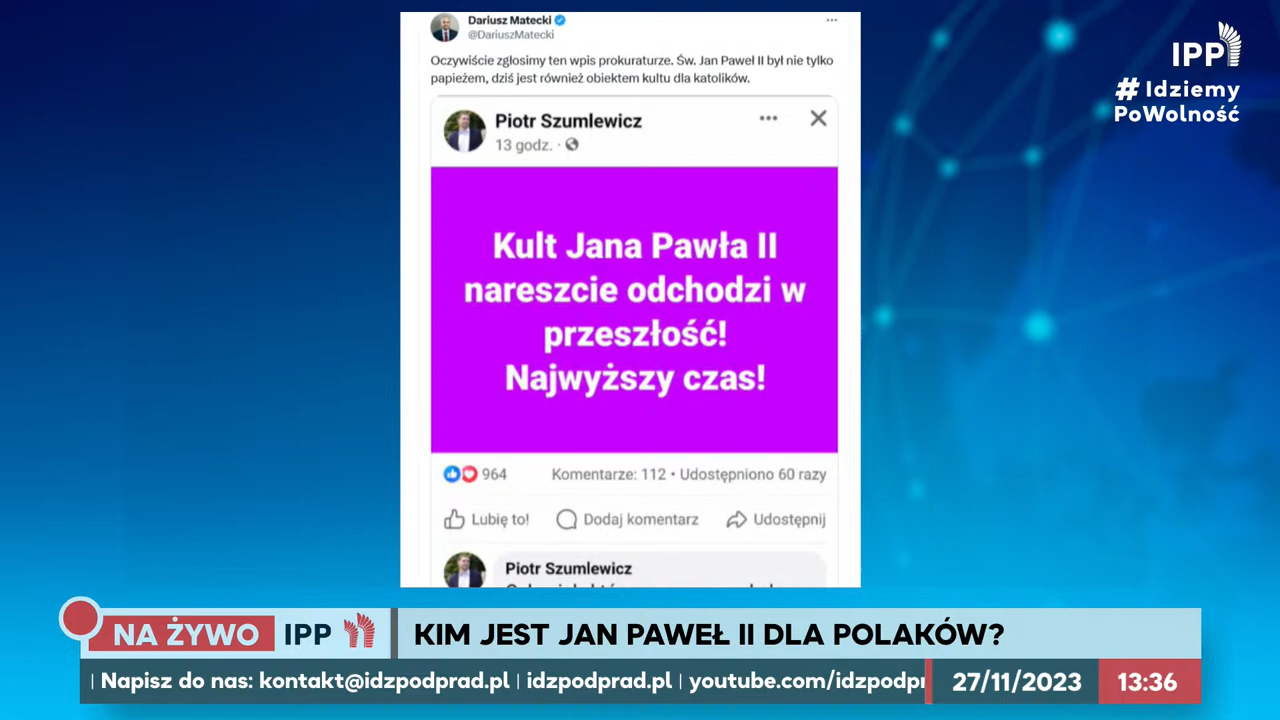 Dariusz Matecki
@DariuszMatecki
Oczywiście zgłosimy ten wpis prokuraturze. Św. Jan Paweł II był nie tylko
papieżem, dziś jest również obiektem kultu dla katolików.
Piotr Szumlewicz
13 godz. ·
Kult Jana Pawła II
nareszcie odchodzi w
przeszłość!
Najwyższy czas!
964 Komentarze: 112 • Udostępniono 60 razy
Lubię to! Dodaj komentarz Udostępnij
Piotr Szumlewicz
IPP
# Idziemy
PoWolność
NA ŻYWO IPP KIM JEST JAN PAWEŁ II DLA POLAKÓW?
| Napisz do nas: kontakt@idzpodprad.pl | idzpodprad.pl | youtube.com/idzpodpr 27/11/2023 13:36